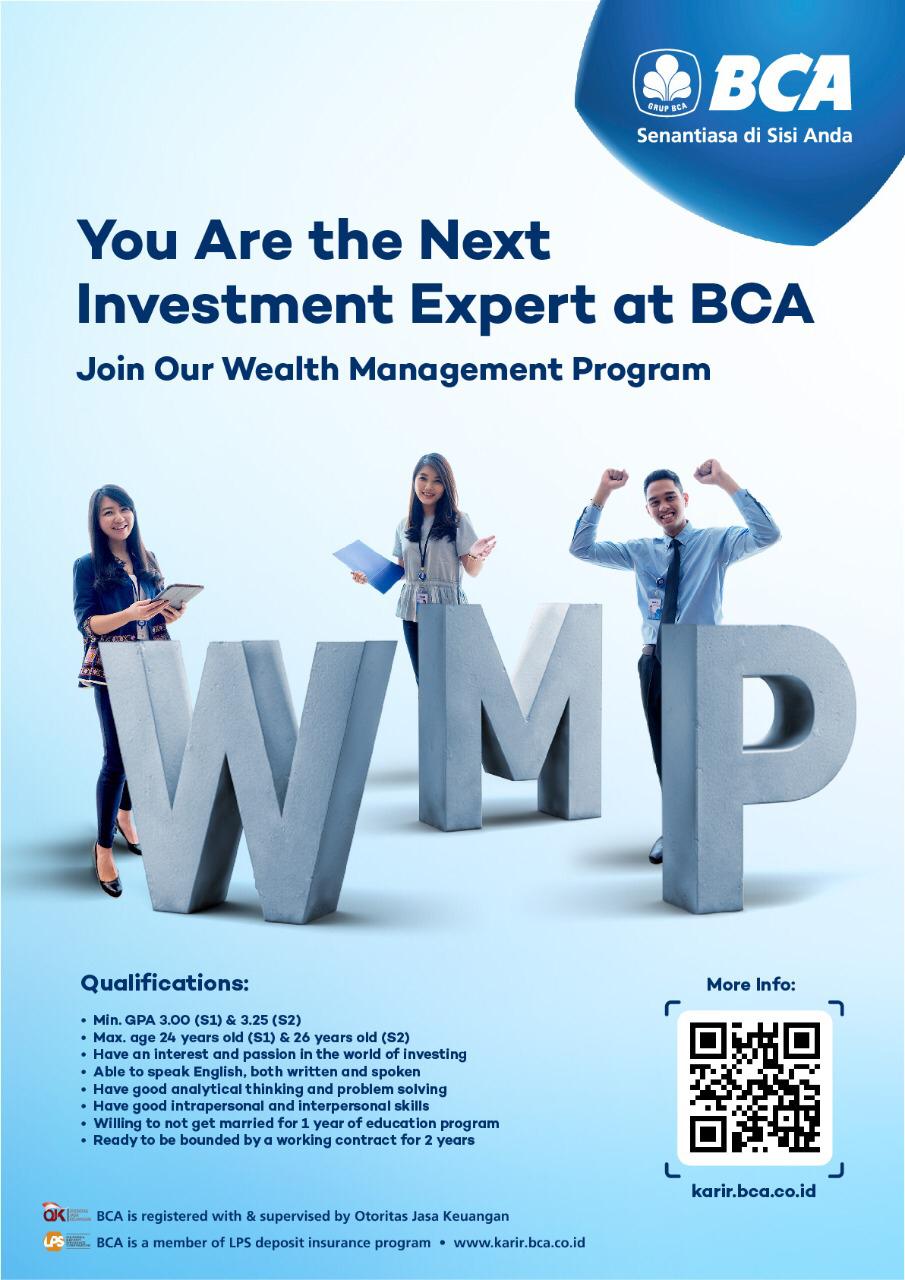 GRUP BCA
BCA
Senantiasa di Sisi Anda
You Are the Next
Investment Expert at BCA
Join Our Wealth Management Program
WMP
Qualifications:
• Min. GPA 3.00 (S1) & 3.25 (S2)
• Max. age 24 years old (S1) & 26 years old (S2)
• Have an interest and passion in the world of investing
• Able to speak English, both written and spoken
• Have good analytical thinking and problem solving
• Have good intrapersonal and interpersonal skills
• Willing to not get married for 1 year of education program
• Ready to be bounded by a working contract for 2 years
More Info:
karir.bca.co.id
OJK
BCA is registered with & supervised by Otoritas Jasa Keuangan
LPS
BCA is a member of LPS deposit insurance program • www.karir.bca.co.id